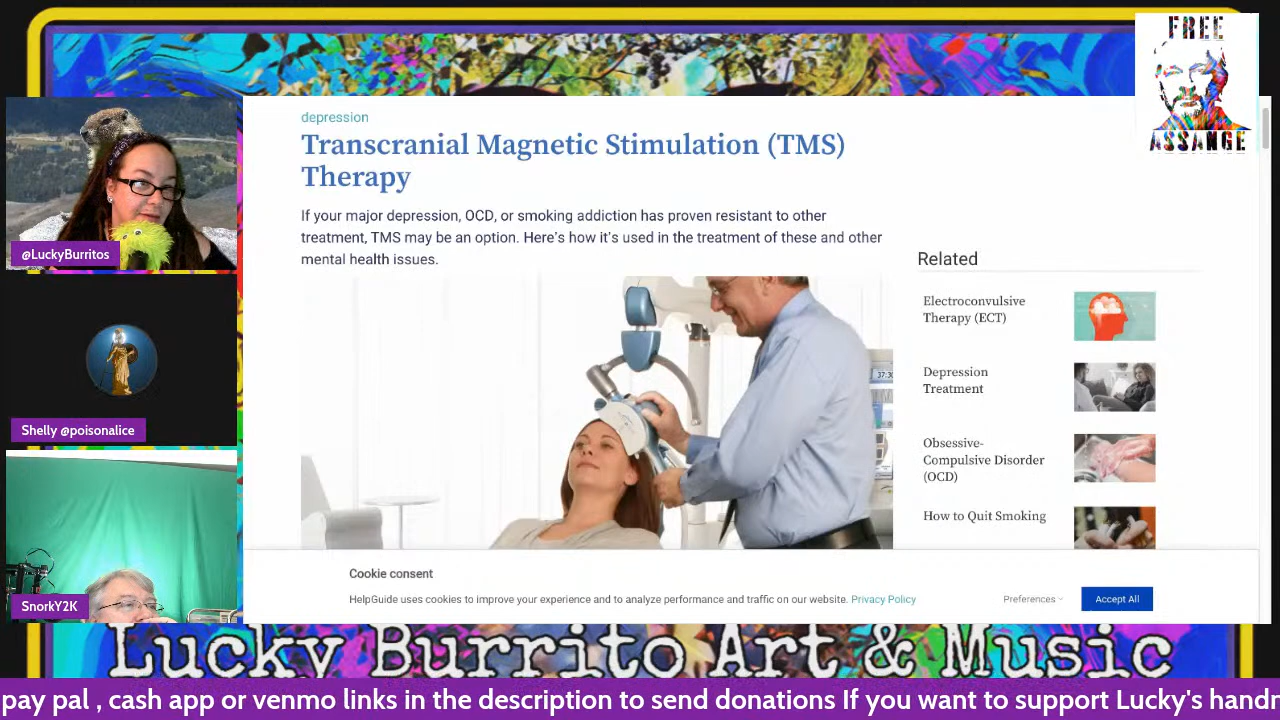 FREE
ASSANGE
@LuckyBurritos
Shelly @poisonalice
SnorkY2K
depression
Transcranial Magnetic Stimulation (TMS)
Therapy
If your major depression, OCD, or smoking addiction has proven resistant to other
treatment, TMS may be an option. Here's how it's used in the treatment of these and other
mental health issues.
37:30
Related
Electroconvulsive
Therapy (ECT)
Depression
Treatment
Obsessive-
Compulsive Disorder
(OCD)
How to Quit Smoking
Cookie consent
HelpGuide uses cookies to improve your experience and to analyze performance and traffic on our website. Privacy Policy
Preferences
Accept All
Lucky Burrito Art & Music
pay pal , cash app or venmo links in the description to send donations If you want to support Lucky's handr